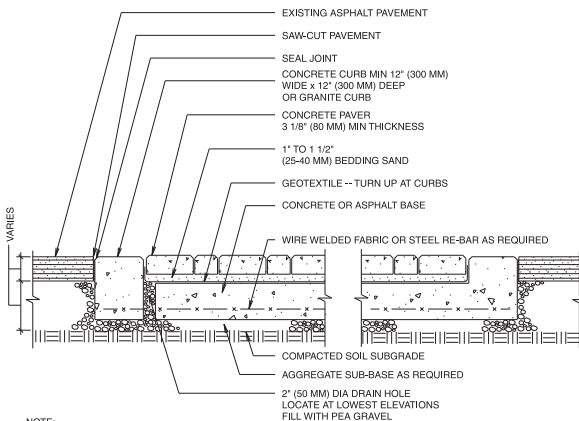 EXISTING ASPHALT PAVEMENT
SAW-CUT PAVEMENT
SEAL JOINT
CONCRETE CURB MIN 12" (300 MM)
WIDE x 12" (300 MM) DEEP
OR GRANITE CURB
CONCRETE PAVER
3 1/8" (80 MM) MIN THICKNESS
1" TO 1 1/2"
(25-40 MM) BEDDING SAND
GEOTEXTILE -- TURN UP AT CURBS
CONCRETE OR ASPHALT BASE
WIRE WELDED FABRIC OR STEEL RE-BAR AS REQUIRED
VARIES
COMPACTED SOIL SUBGRADE
AGGREGATE SUB-BASE AS REQUIRED
2" (50 MM) DIA DRAIN HOLE
LOCATE AT LOWEST ELEVATIONS
FILL WITH PEA GRAVEL
NOTE: